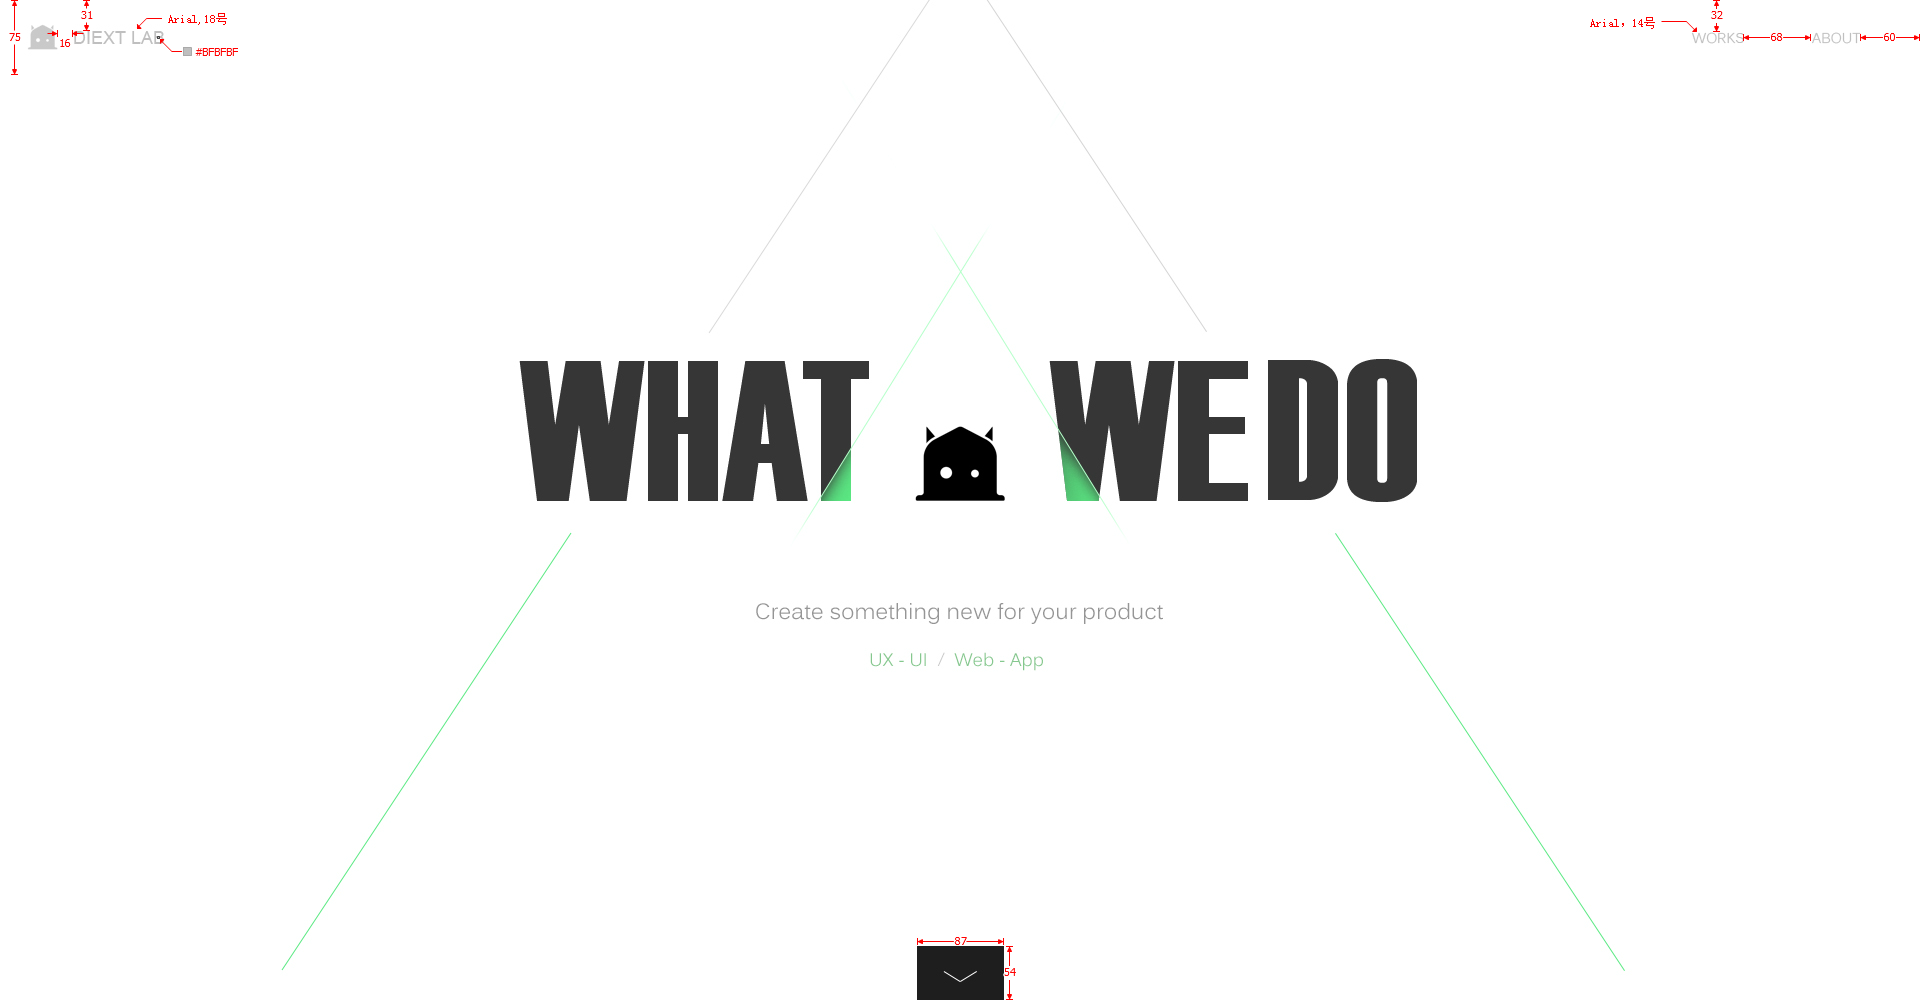 31
Arial,18号
75
16
DIEXT LAB
#BFBFBF
Arial，14号
32
WORKS
68
ABOUT
60
WHAT WE DO
Create something new for your product
UX - UI / Web - App
87
54